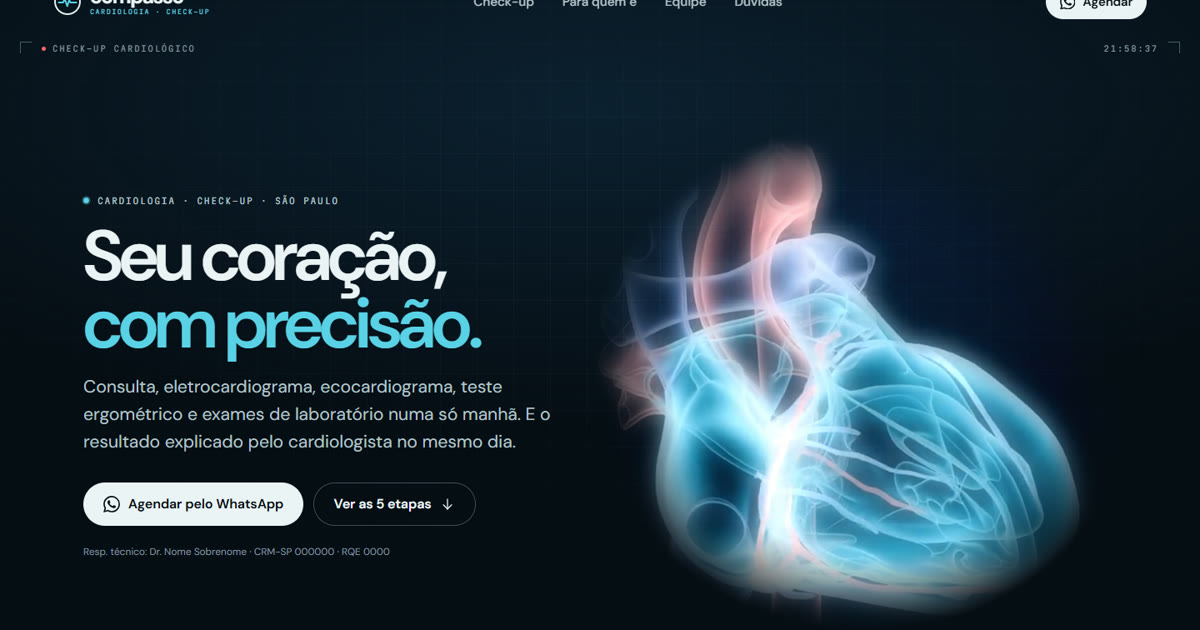 Compasso
CARDIOLOGIA · CHECK-UP
Check-up
Para quem é
Equipe
Dúvidas
Agendar
CHECK-UP CARDIOLÓGICO
21:58:37
CARDIOLOGIA · CHECK-UP · SÃO PAULO
Seu coração,
com precisão.
Consulta, eletrocardiograma, ecocardiograma, teste
ergométrico e exames de laboratório numa só manhã. E o
resultado explicado pelo cardiologista no mesmo dia.
Agendar pelo WhatsApp
Ver as 5 etapas ↓
Resp. técnico: Dr. Nome Sobrenome · CRM-SP 000000 · RQE 0000